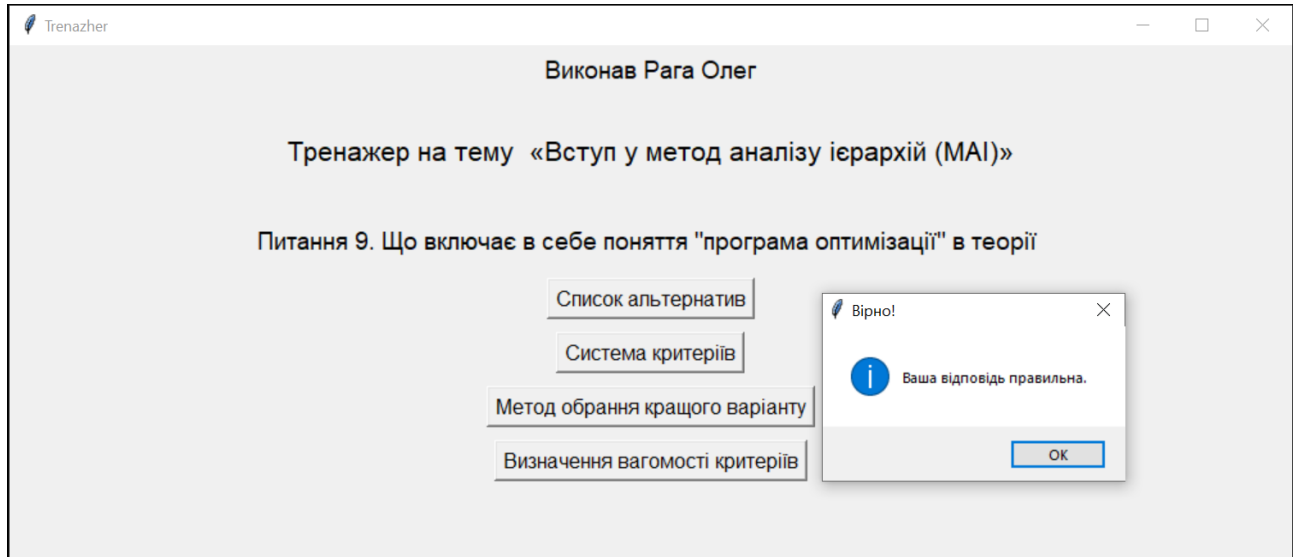 Trenazher
Виконав Рага Олег
Тренажер на тему «Вступ у метод аналізу ієрархій (МАІ)»
Питання 9. Що включає в себе поняття "програма оптимізації" в теорії
Список альтернатив
Система критеріїв
Метод обрання кращого варіанту
Визначення вагомості критеріїв
Вірно!
Ваша відповідь правильна.
OK